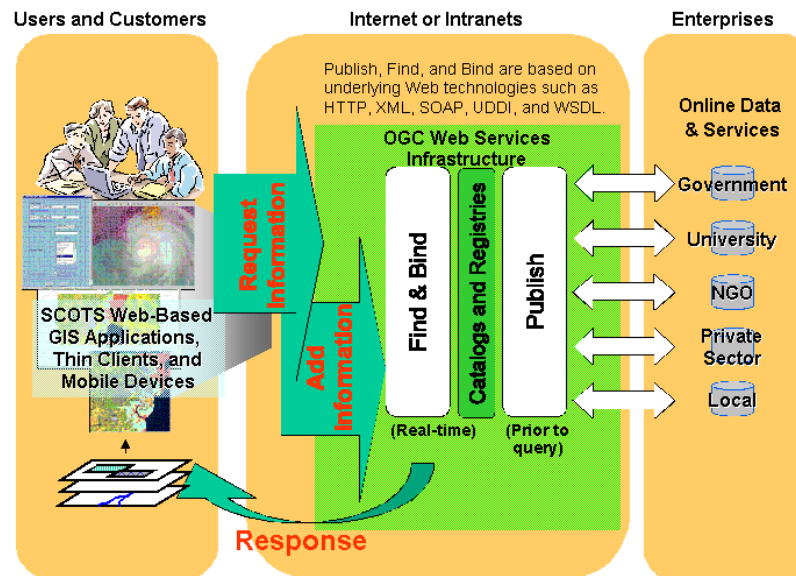 Users and Customers
Internet or Intranets
Enterprises
Publish, Find, and Bind are based on
underlying Web technologies such as
HTTP, XML, SOAP, UDDI, and WSDL.
OGC Web Services
Infrastructure
Online Data
& Services
Request
Information
Add
Information
Find & Bind
Catalogs and Registries
Publish
(Real-time)
(Prior to
query)
Government
University
NGO
Private
Sector
Local
SCOTS Web-Based
GIS Applications,
Thin Clients, and
Mobile Devices
Response